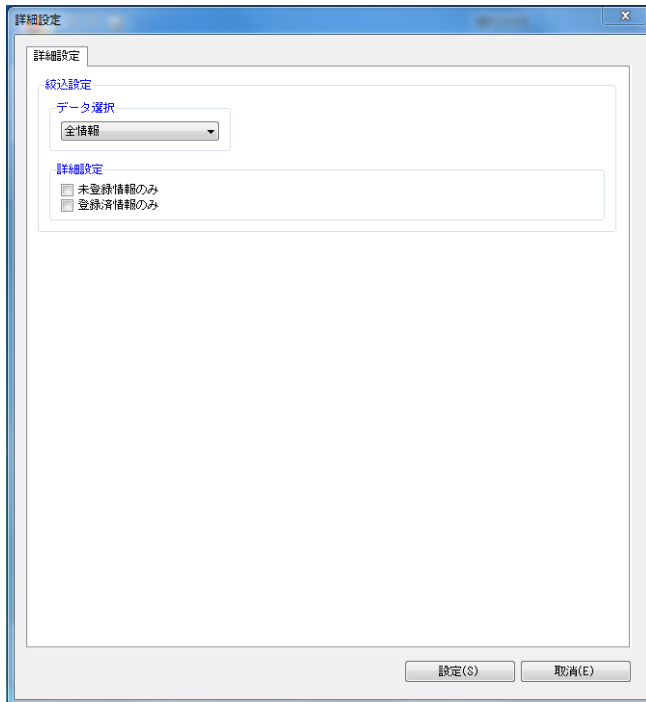 詳細設定
詳細設定
絞込設定
データ選択
全情報
詳細設定
未登録情報のみ
登録済情報のみ
設定(S)
取消(E)